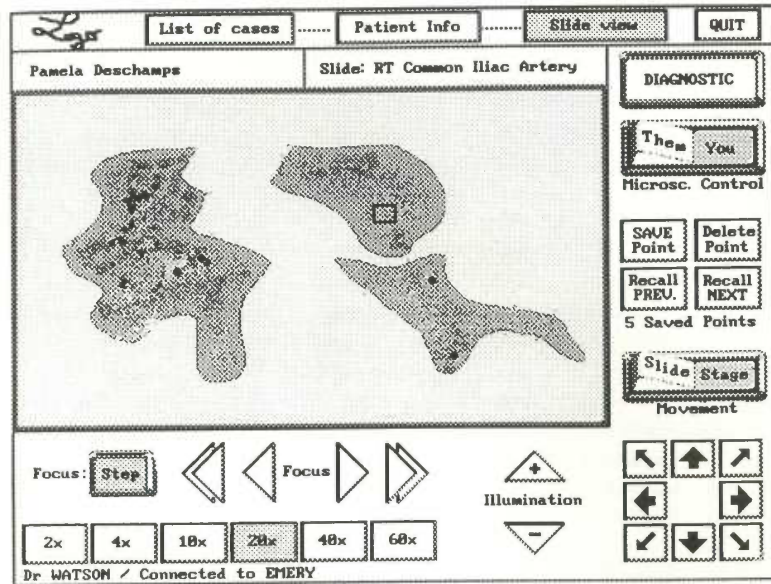 List of cases Patient Info Slide view QUIT
Pamela Deschamps Slide: RT Common Iliac Artery
DIAGNOSTIC
Them You
Microsc. Control
SAVE Point
Delete Point
Recall PREV.
Recall NEXT
5 Saved Points
Slide Stage
Movement
Focus: Step Focus
+
Illumination
-
2x 4x 10x 20x 40x 60x
Dr WATSON / Connected to EMERY